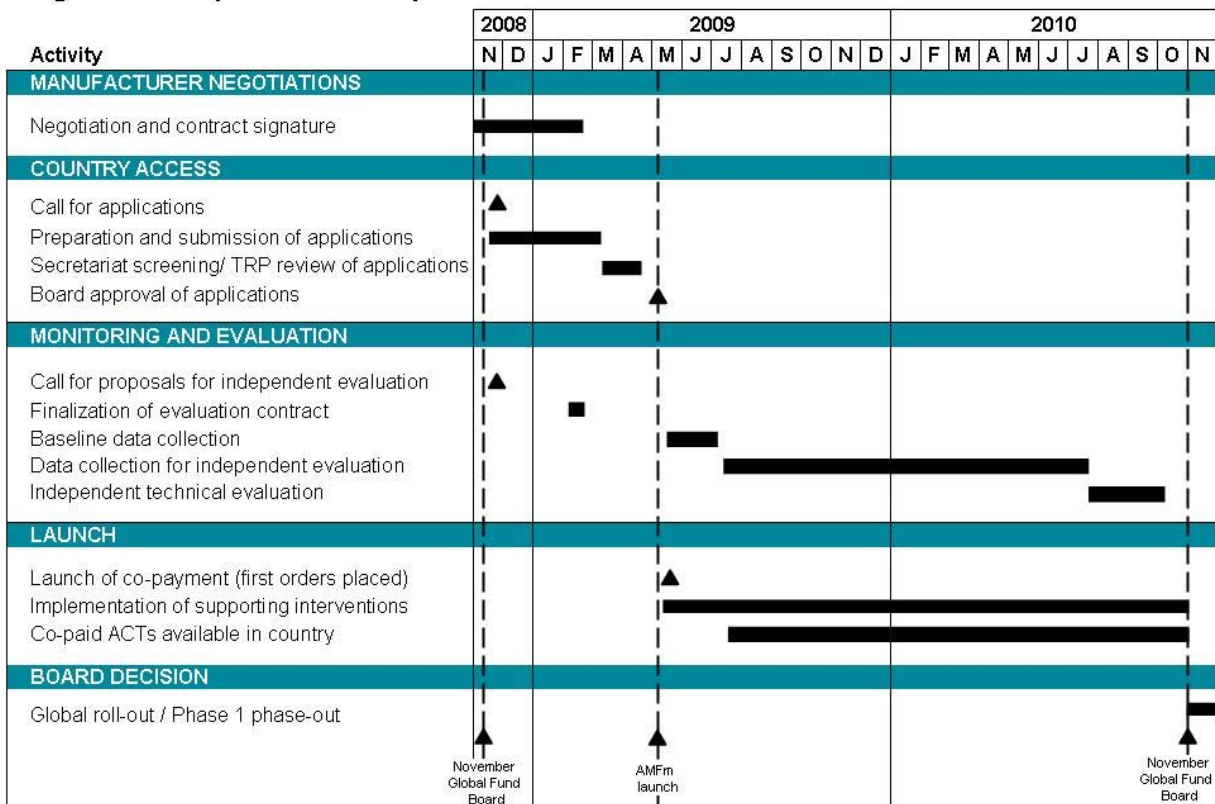 2008 2009 2010
Activity N D J F M A M J J A S O N D J F M A M J J A S O N
MANUFACTURER NEGOTIATIONS
Negotiation and contract signature
COUNTRY ACCESS
Call for applications
Preparation and submission of applications
Secretariat screening/ TRP review of applications
Board approval of applications
MONITORING AND EVALUATION
Call for proposals for independent evaluation
Finalization of evaluation contract
Baseline data collection
Data collection for independent evaluation
Independent technical evaluation
LAUNCH
Launch of co-payment (first orders placed)
Implementation of supporting interventions
Co-paid ACTs available in country
BOARD DECISION
Global roll-out / Phase 1 phase-out
November
Global Fund
Board
AMFm
launch
November
Global Fund
Board